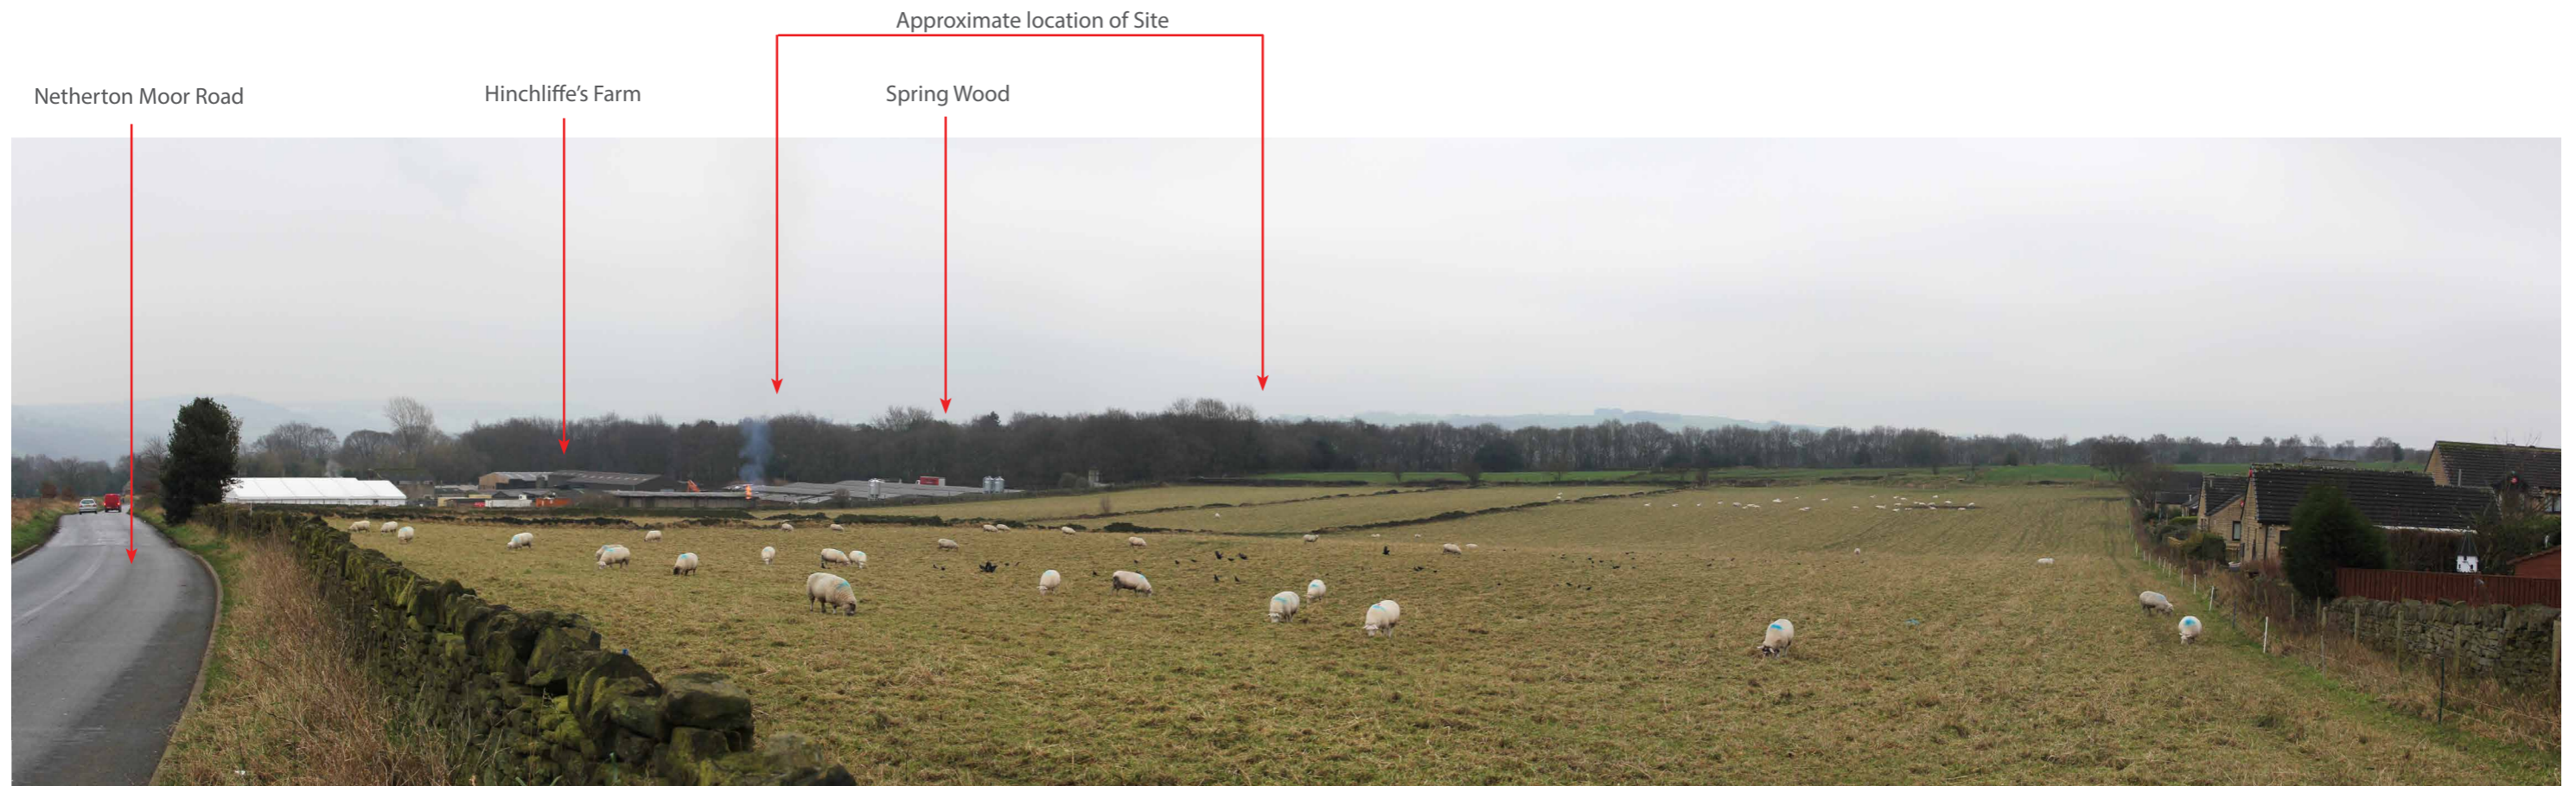 Approximate location of Site
Netherton Moor Road
Hinchliffe's Farm
Spring Wood